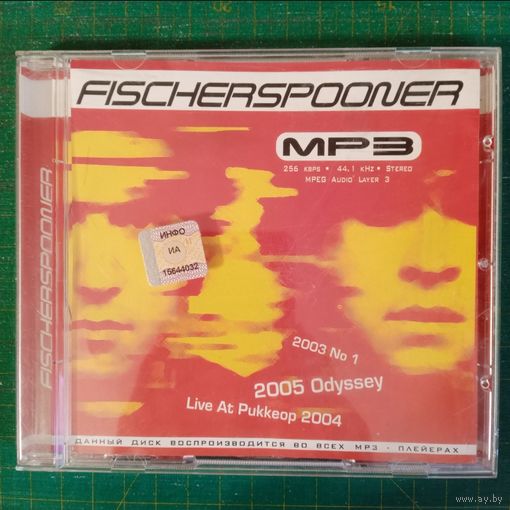 FISCHERSPOONER
FISCHERSPOONER
MP3
256 KBPS * 44,1 KHZ * STEREO
MPEG AUDIO LAYER 3
ИНФО
ИА
15644032
2003 No 1
2005 Odyssey
Live At Pukkeop 2004
ДАННЫЙ ДИСК ВОСПРОИЗВОДИТСЯ ВО ВСЕХ MP3 - ПЛЕЙЕРАХ
www.ay.by